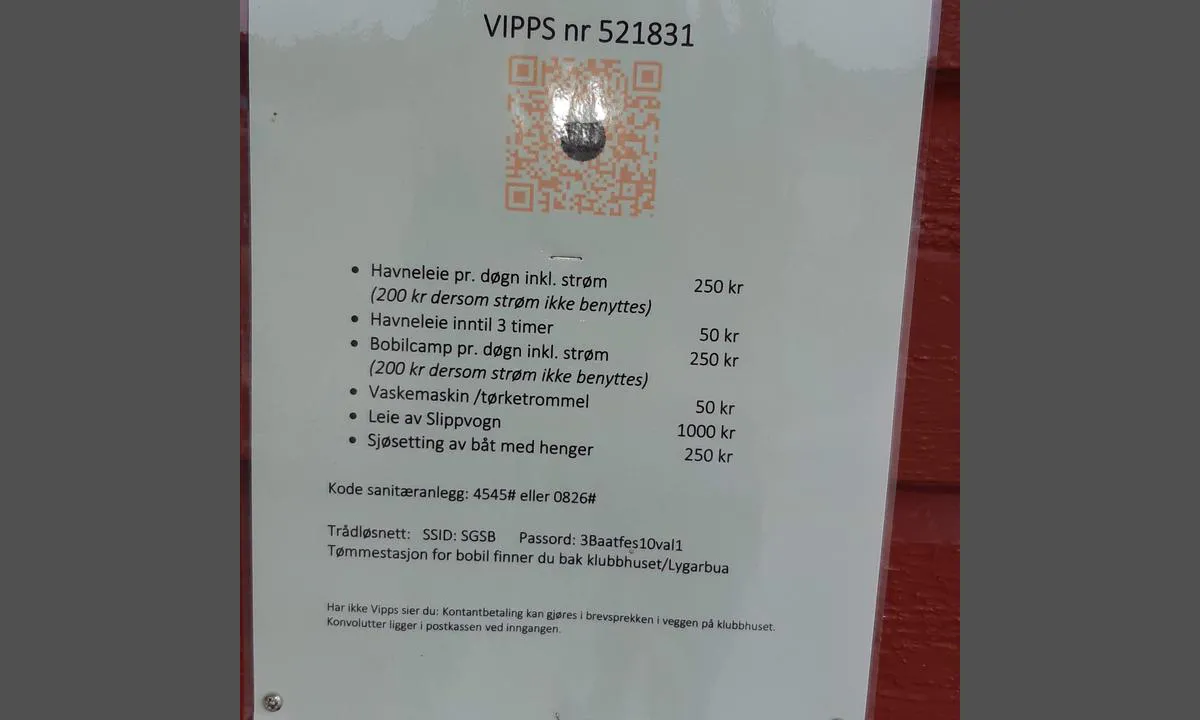 VIPPS nr 521831
• Havneleie pr. døgn inkl. strøm 250 kr
(200 kr dersom strøm ikke benyttes)
• Havneleie inntil 3 timer 50 kr
• Bobilcamp pr. døgn inkl. strøm 250 kr
(200 kr dersom strøm ikke benyttes)
• Vaskemaskin /tørketrommel 50 kr
• Leie av Slippvogn 1000 kr
• Sjøsetting av båt med henger 250 kr
Kode sanitæranlegg: 4545# eller 0826#
Trådløsnett: SSID: SGSB Passord: 3Baatfes10val1
Tømmestasjon for bobil finner du bak klubbhuset/Lygarbua
Har ikke Vipps sier du: Kontantbetaling kan gjøres i brevsprekken i veggen på klubbhuset.
Konvolutter ligger i postkassen ved inngangen.